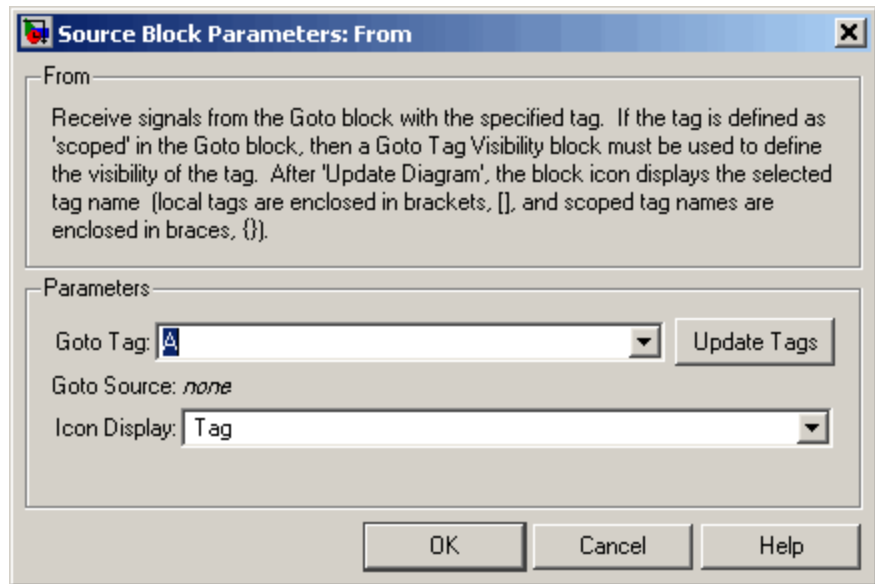 Source Block Parameters: From
From
Receive signals from the Goto block with the specified tag.  If the tag is defined as
'scoped' in the Goto block, then a Goto Tag Visibility block must be used to define
the visibility of the tag.  After 'Update Diagram', the block icon displays the selected
tag name  (local tags are enclosed in brackets, [], and scoped tag names are
enclosed in braces, {}).
Parameters
Goto Tag: A Update Tags
Goto Source: none
Icon Display: Tag
OK Cancel Help